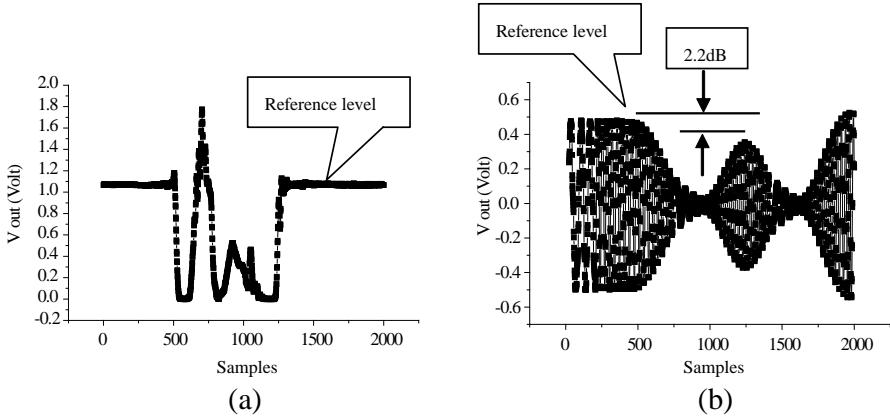 Reference level
2.0
1.8
1.6
1.4
1.2
1.0
0.8
0.6
0.4
0.2
0.0
-0.2
V out (Volt)
0 500 1000 1500 2000
Samples
(a)
Reference level
2.2dB
0.6
0.4
0.2
0.0
-0.2
-0.4
-0.6
V out (Volt)
0 500 1000 1500 2000
Samples
(b)